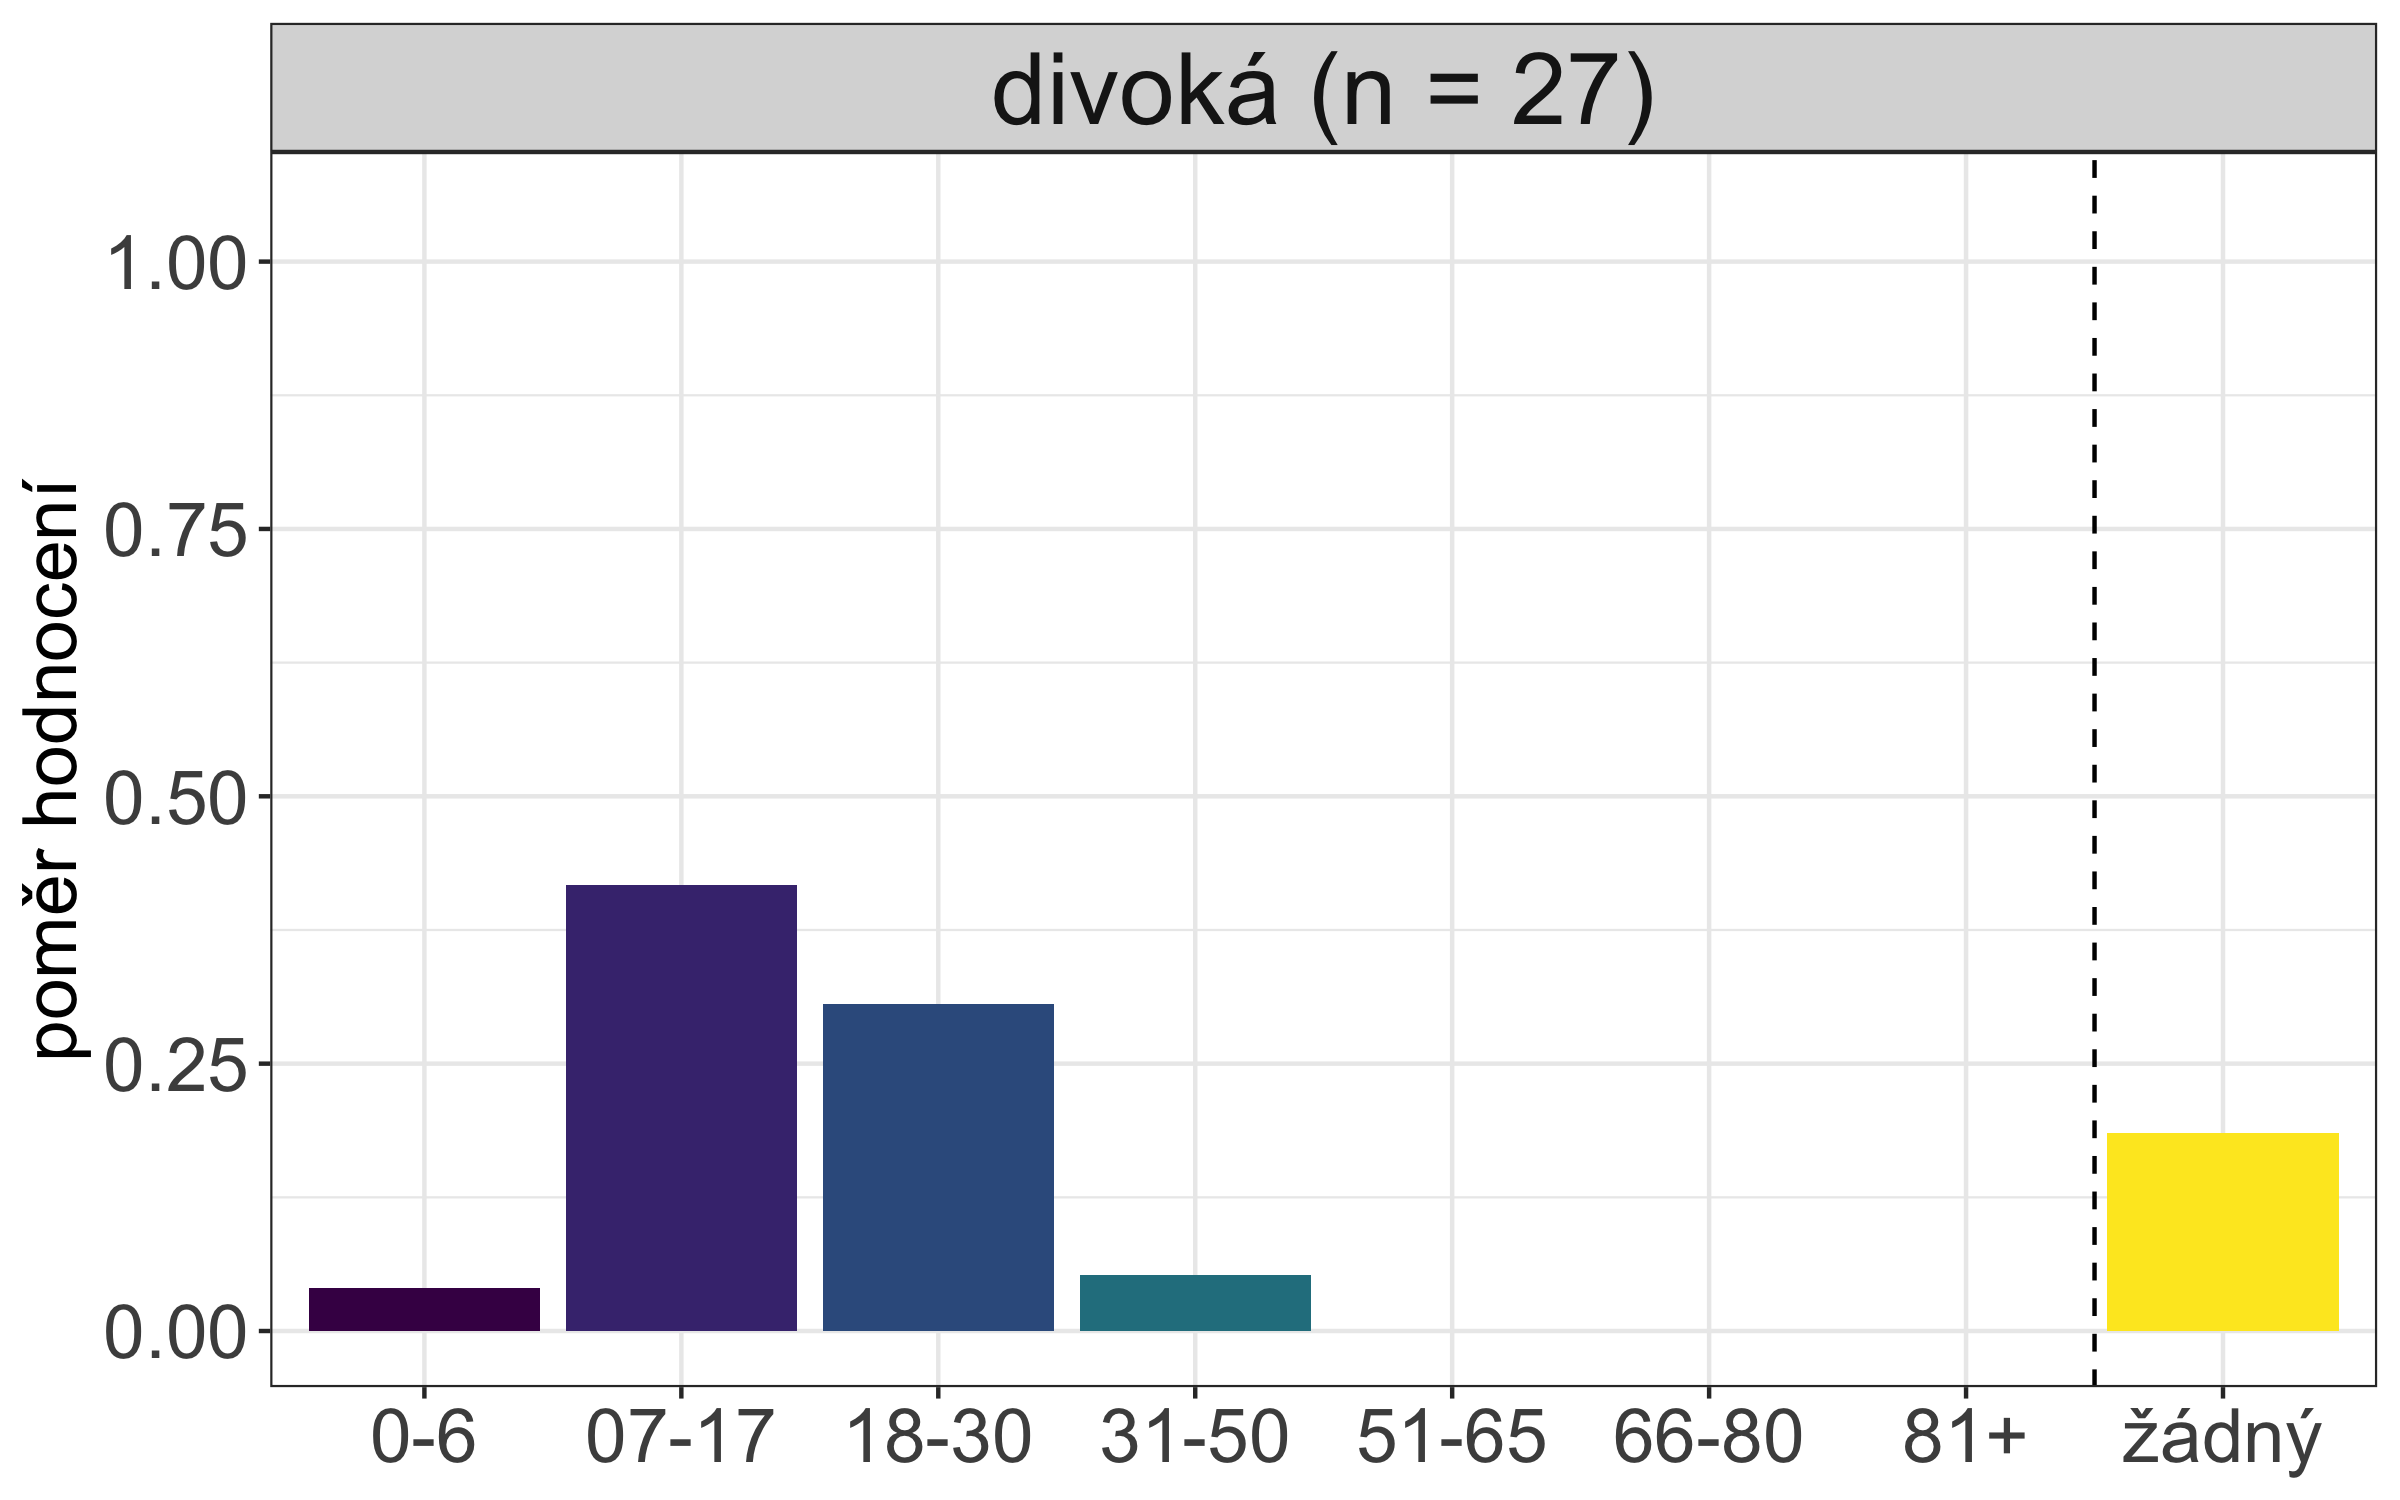 divoká (n = 27)
poměr hodnocení
1.00
0.75
0.50
0.25
0.00
0-6 07-17 18-30 31-50 51-65 66-80 81+ žádný